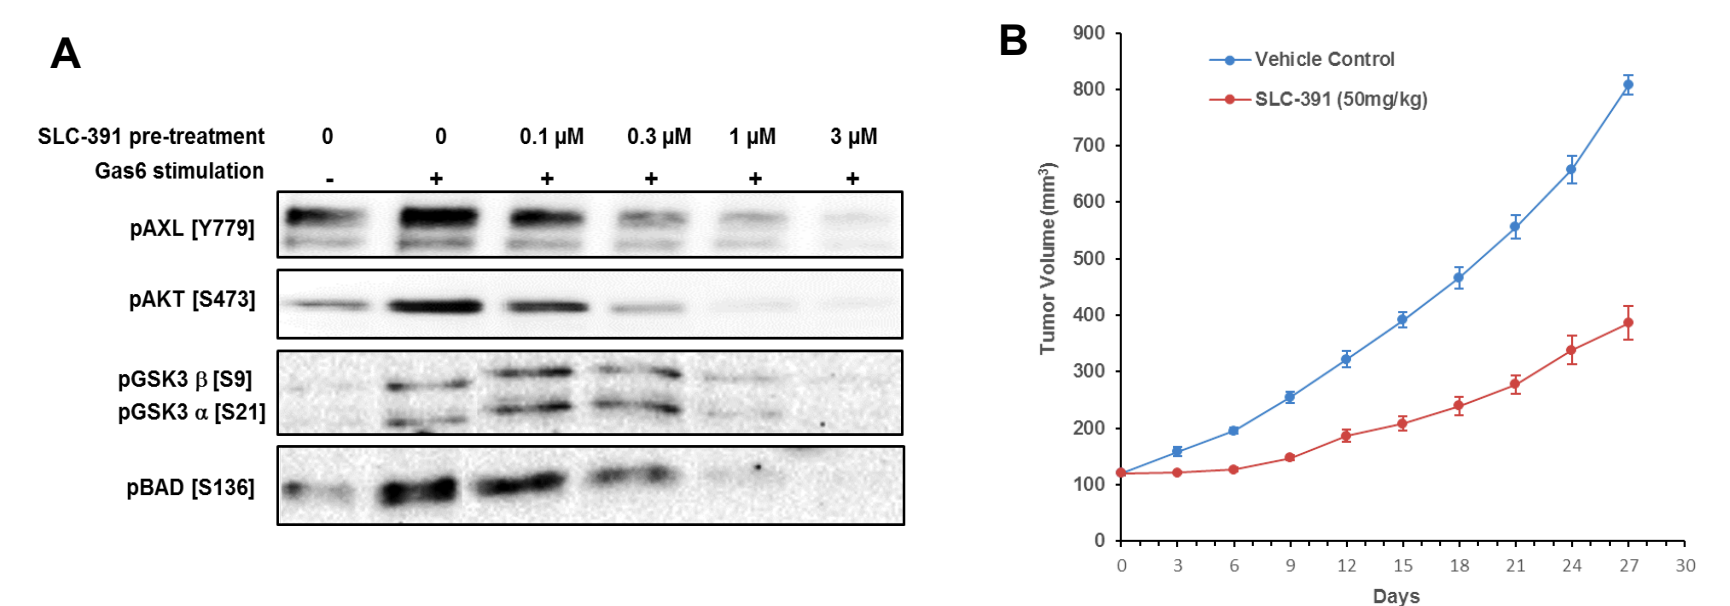 A
SLC-391 pre-treatment 0 0 0.1 µM 0.3 µM 1 µM 3 µM
Gas6 stimulation - + + + + +
pAXL [Y779]
pAKT [S473]
pGSK3 β [S9]
pGSK3 α [S21]
pBAD [S136]
B
Vehicle Control
SLC-391 (50mg/kg)
Tumor Volume (mm³)
900
800
700
600
500
400
300
200
100
0
0 3 6 9 12 15 18 21 24 27 30
Days